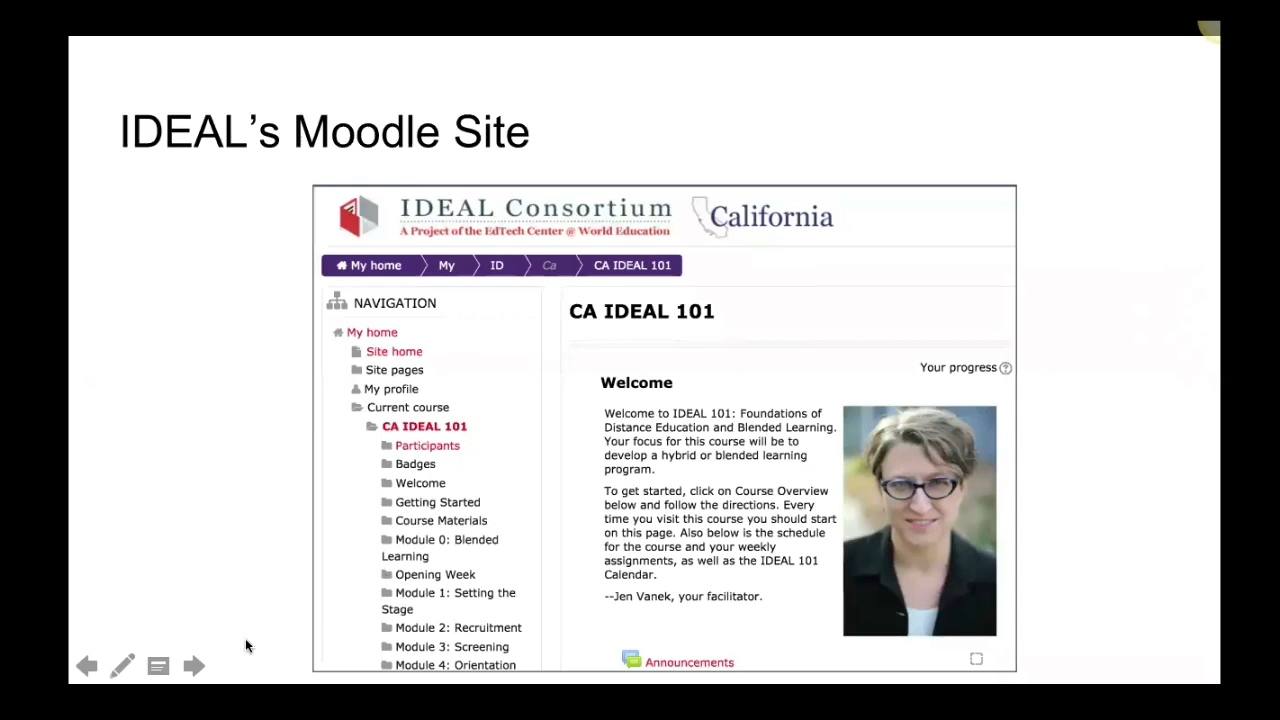 IDEAL's Moodle Site
IDEAL Consortium
A Project of the EdTech Center @ World Education
California
My home
My
ID
Ca
CA IDEAL 101
NAVIGATION
My home
Site home
Site pages
My profile
Current course
CA IDEAL 101
Participants
Badges
Welcome
Getting Started
Course Materials
Module 0: Blended
Learning
Opening Week
Module 1: Setting the
Stage
Module 2: Recruitment
Module 3: Screening
Module 4: Orientation
CA IDEAL 101
Your progress
Welcome
Welcome to IDEAL 101: Foundations of
Distance Education and Blended Learning.
Your focus for this course will be to
develop a hybrid or blended learning
program.
To get started, click on Course Overview
below and follow the directions. Every
time you visit this course you should start
on this page. Also below is the schedule
for the course and your weekly
assignments, as well as the IDEAL 101
Calendar.
--Jen Vanek, your facilitator.
Announcements